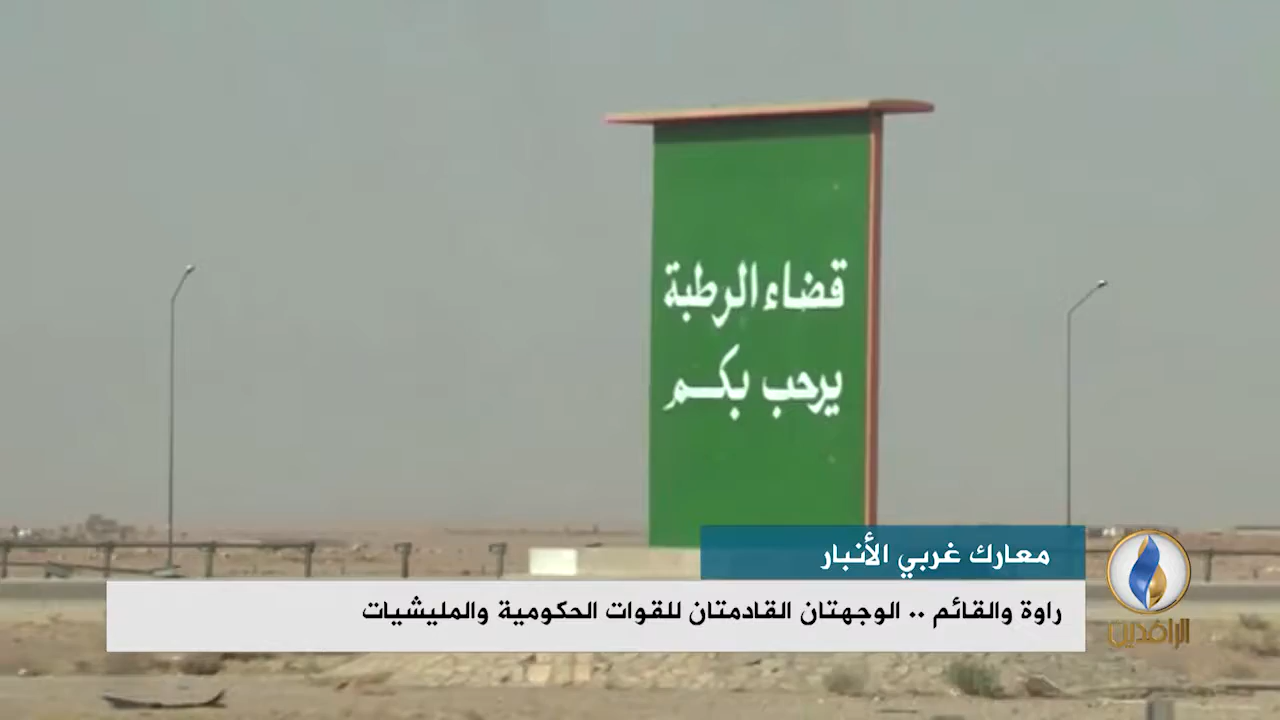 قضاء الرطبة
يرحب بكم
معارك غربي الأنبار
راوة والقائم .. الوجهتان القادمتان للقوات الحكومية والمليشيات
الرافدين